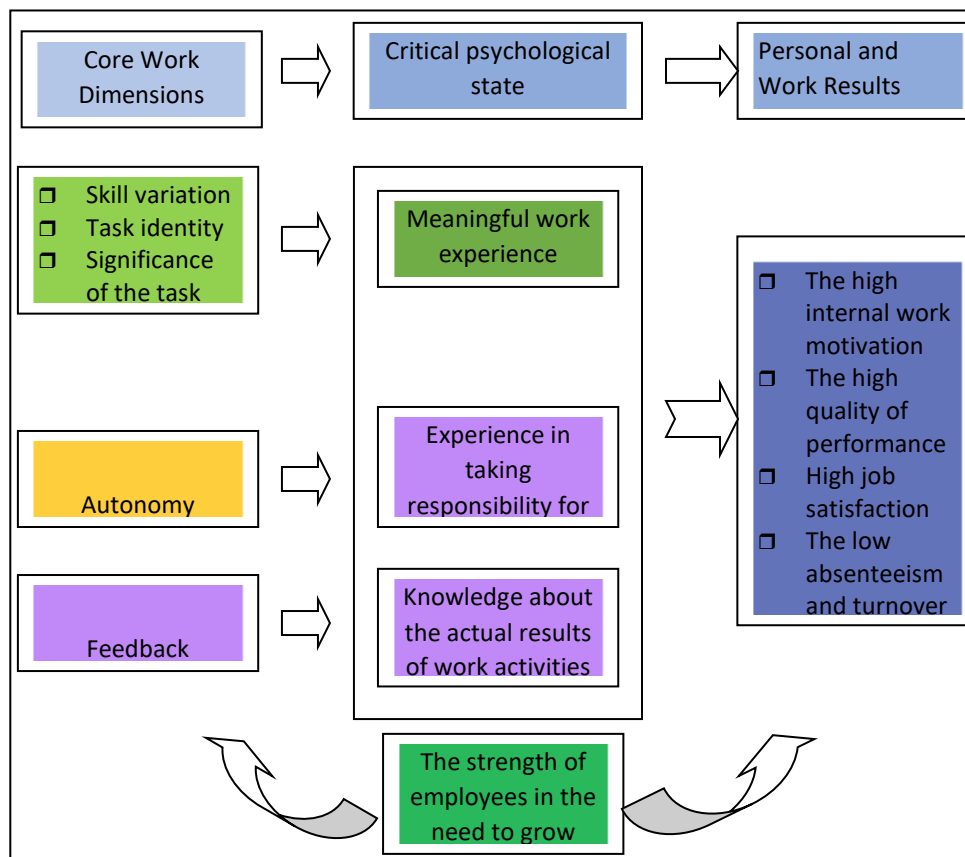 Core Work
Dimensions
Critical psychological
state
Personal and
Work Results
❒ Skill variation
❒ Task identity
❒ Significance
of the task
Meaningful work
experience
❒ The high
internal work
motivation
❒ The high
quality of
performance
❒ High job
satisfaction
❒ The low
absenteeism
and turnover
Autonomy
Experience in
taking
responsibility for
Feedback
Knowledge about
the actual results
of work activities
The strength of
employees in the
need to grow